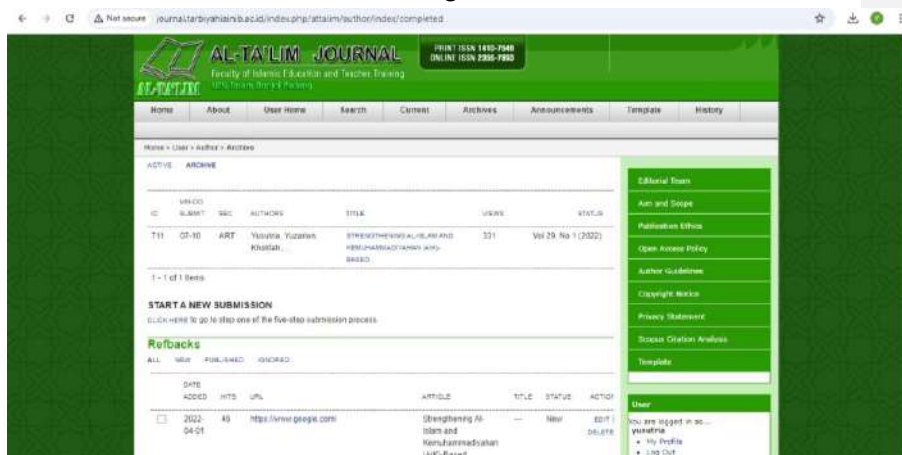 Not secure
journal.tarbiyahiainib.ac.id/index.php/attalim/author/index/completed
AL-TA'LIM JOURNAL
PRINT ISSN 1410-7546
ONLINE ISSN 2355-7893
Faculty of Islamic Education and Teacher Training
AL-TA'LIM
Home About User Home Search Current Archives Announcements Template History
Home > User > Author > Archive
ACTIVE ARCHIVE
MM-DD
ID SUBMIT SEC AUTHORS TITLE VIEWS STATUS
711 07-10 ART Yusutria, Yuzarion, STRENGTHENING AL-ISLAM AND 331 Vol 29, No 1 (2022)
KEMUHAMMADIYAHAN (AIK)-
BASED
1 - 1 of 1 Items
START A NEW SUBMISSION
CLICK HERE to go to step one of the five-step submission process.
Refbacks
ALL NEW PUBLISHED IGNORED
DATE
ADDED HITS URL ARTICLE TITLE STATUS ACTION
2022- 49 https://www.google.com/ Strengthening Al- --- New EDIT |
04-01 Islam and DELETE
Kemuhammadiyahan
(AIK)-Based
Editorial Team
Aim and Scope
Publication Ethics
Open Access Policy
Author Guidelines
Copyright Notice
Privacy Statement
Scopus Citation Analysis
Template
User
You are logged in as...
yusutria
My Profile
Log Out